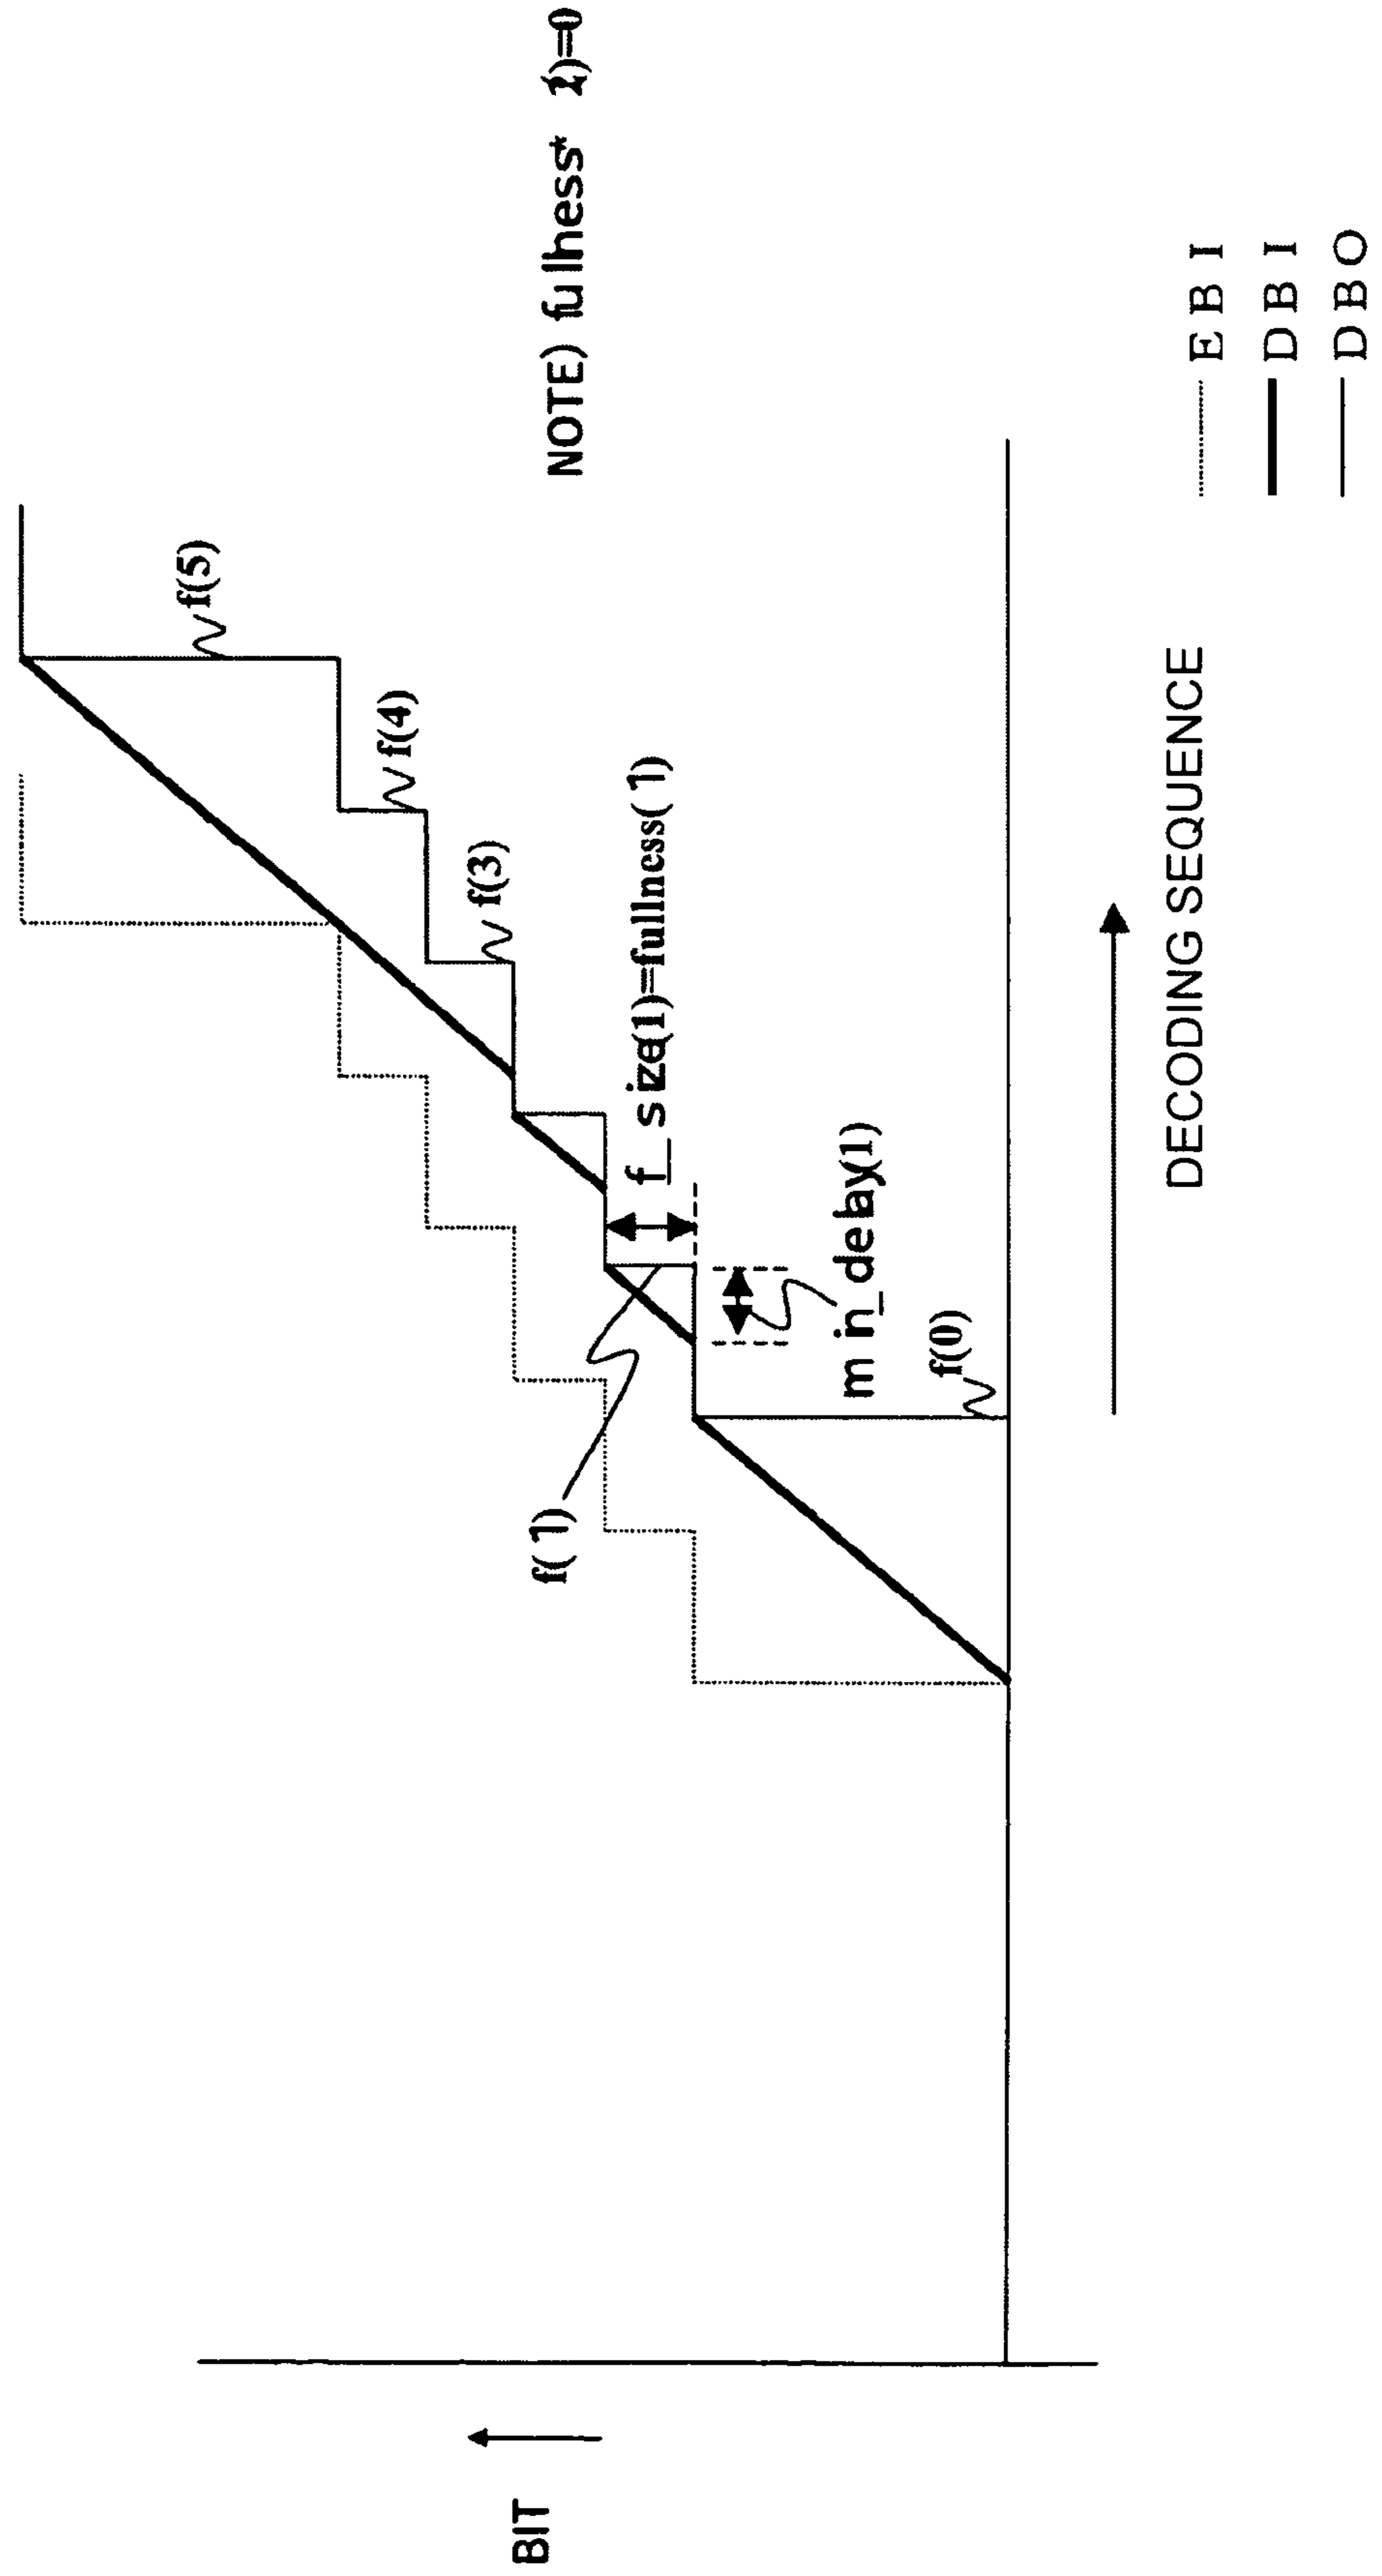 f(5)
f(4)
NOTE) fullness*
f(3)
f_size(1)=fullness(1)
f(1)
min_delay(1)
f(0)
BIT
DECODING SEQUENCE
EBI
DBI
DBO